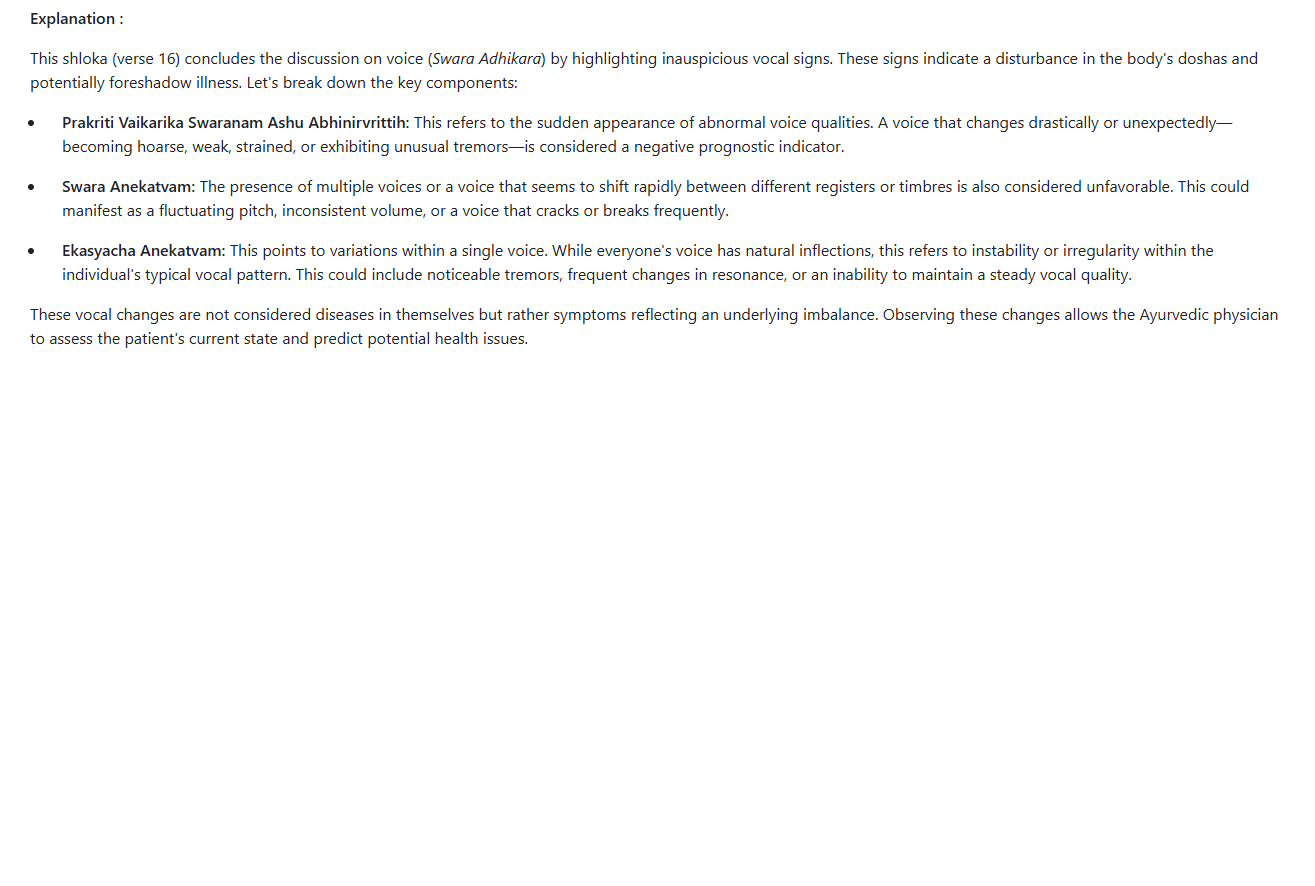 Explanation :
This shloka (verse 16) concludes the discussion on voice (Swara Adhikara) by highlighting inauspicious vocal signs. These signs indicate a disturbance in the body's doshas and
potentially foreshadow illness. Let's break down the key components:
• Prakriti Vaikarika Swaranam Ashu Abhinirvrittih: This refers to the sudden appearance of abnormal voice qualities. A voice that changes drastically or unexpectedly—
becoming hoarse, weak, strained, or exhibiting unusual tremors—is considered a negative prognostic indicator.
• Swara Anekatvam: The presence of multiple voices or a voice that seems to shift rapidly between different registers or timbres is also considered unfavorable. This could
manifest as a fluctuating pitch, inconsistent volume, or a voice that cracks or breaks frequently.
• Ekasyacha Anekatvam: This points to variations within a single voice. While everyone's voice has natural inflections, this refers to instability or irregularity within the
individual's typical vocal pattern. This could include noticeable tremors, frequent changes in resonance, or an inability to maintain a steady vocal quality.
These vocal changes are not considered diseases in themselves but rather symptoms reflecting an underlying imbalance. Observing these changes allows the Ayurvedic physician
to assess the patient's current state and predict potential health issues.